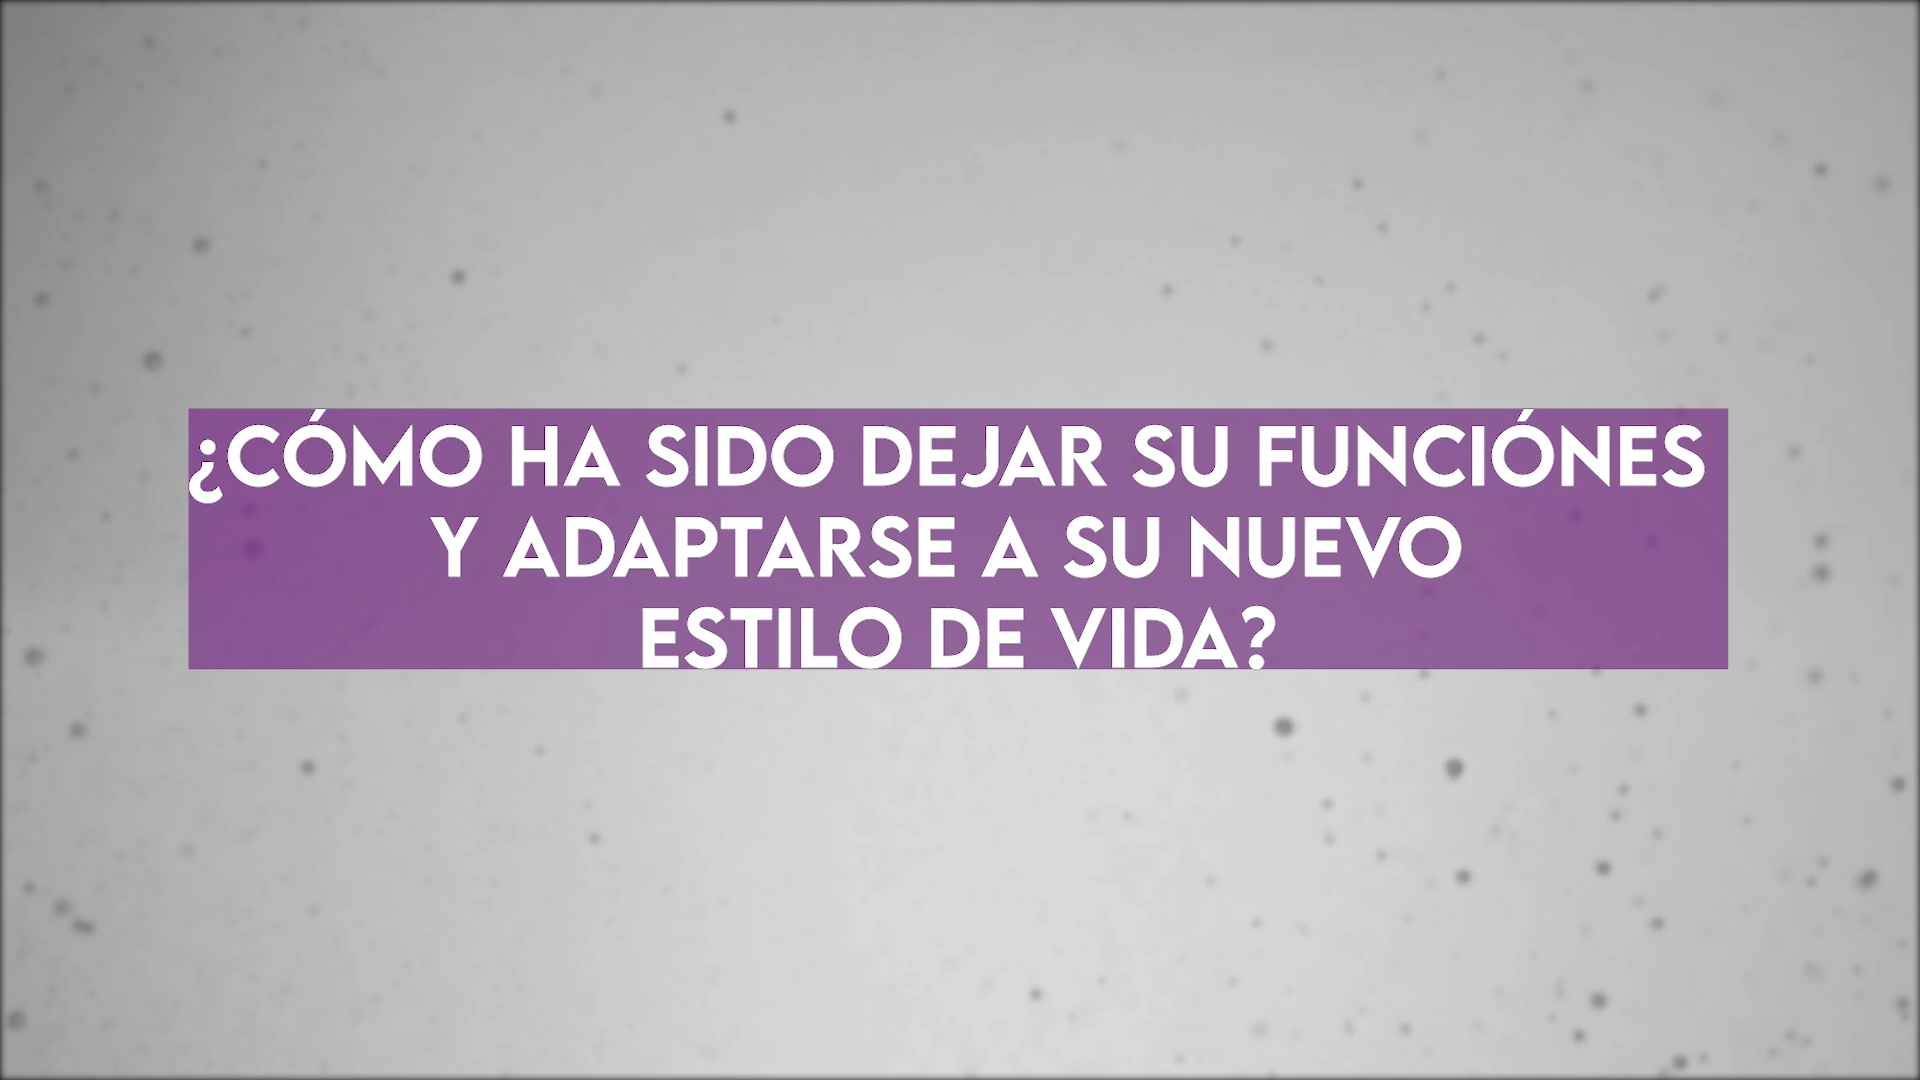 ¿CÓMO HA SIDO DEJAR SU FUNCIÓNES
Y ADAPTARSE A SU NUEVO
ESTILO DE VIDA?